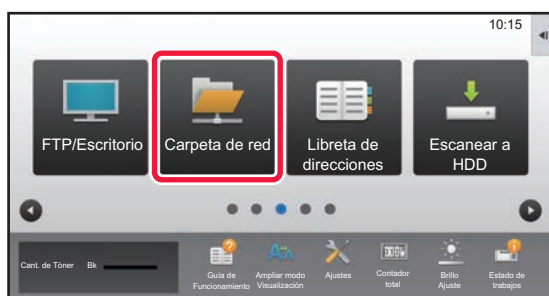 10:15
FTP/Escritorio
Carpeta de red
Libreta de
direcciones
Escanear a
HDD
Cant. de Tóner Bk
Guía de
Funcionamiento
Ampliar modo
Visualización
Ajustes
Contador
total
Brillo
Ajuste
Estado de
trabajos